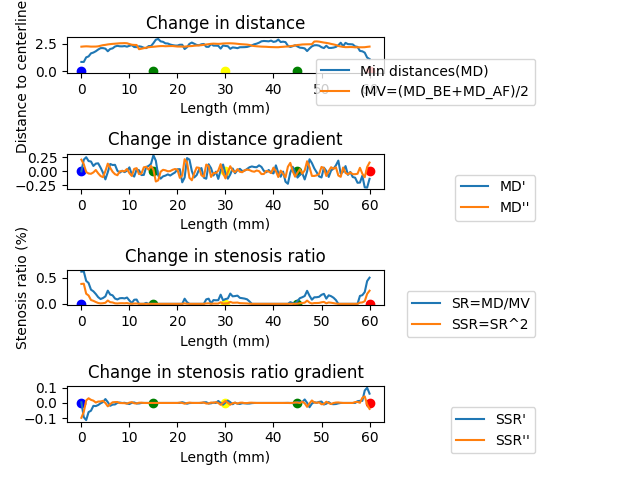 Change in distance
Distance to centerline
2.5
0.0
0
10
20
30
40
50
Length (mm)
Min distances(MD)
(MV=(MD_BE+MD_AF)/2
Change in distance gradient
0.25
0.00
−0.25
0
10
20
30
40
50
60
Length (mm)
MD'
MD''
Change in stenosis ratio
Stenosis ratio (%)
0.5
0.0
0
10
20
30
40
50
60
Length (mm)
SR=MD/MV
SSR=SR^2
Change in stenosis ratio gradient
0.1
0.0
−0.1
0
10
20
30
40
50
60
Length (mm)
SSR'
SSR''